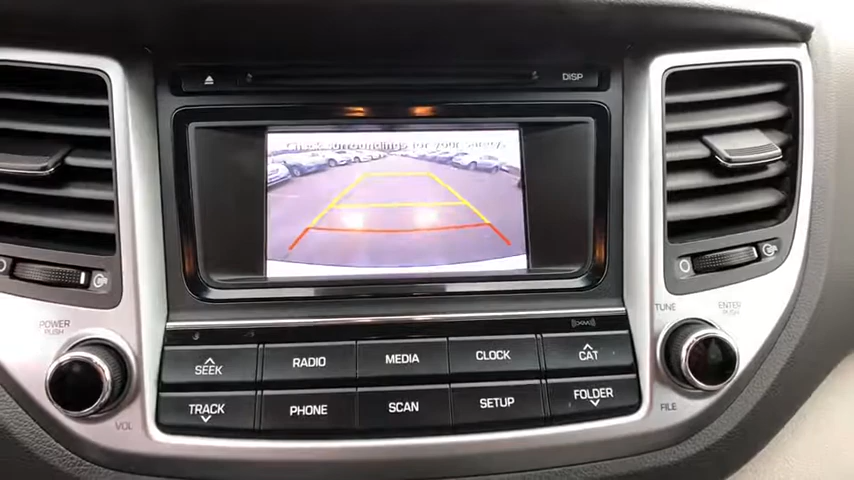 DISP
Check surroundings for your safety.
POWER
PUSH
VOL
SEEK
RADIO
MEDIA
CLOCK
CAT
TRACK
PHONE
SCAN
SETUP
FOLDER
TUNE
ENTER
PUSH
FILE